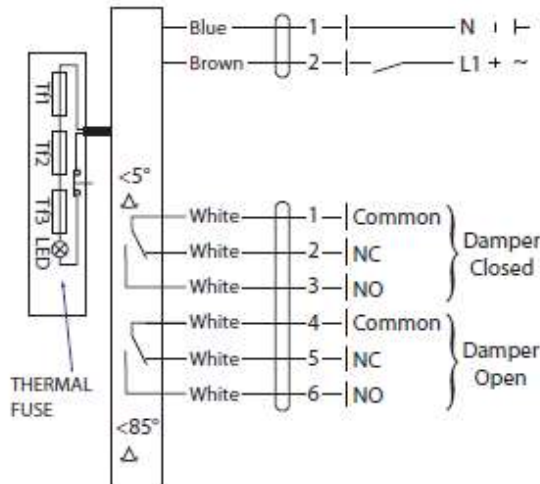 Blue 1 N
Brown 2 L1 + ~
Tf1
Tf2
Tf3
LED
<5°
White 1 Common
White 2 NC
White 3 NO
Damper
Closed
White 4 Common
White 5 NC
White 6 NO
Damper
Open
THERMAL
FUSE
<85°